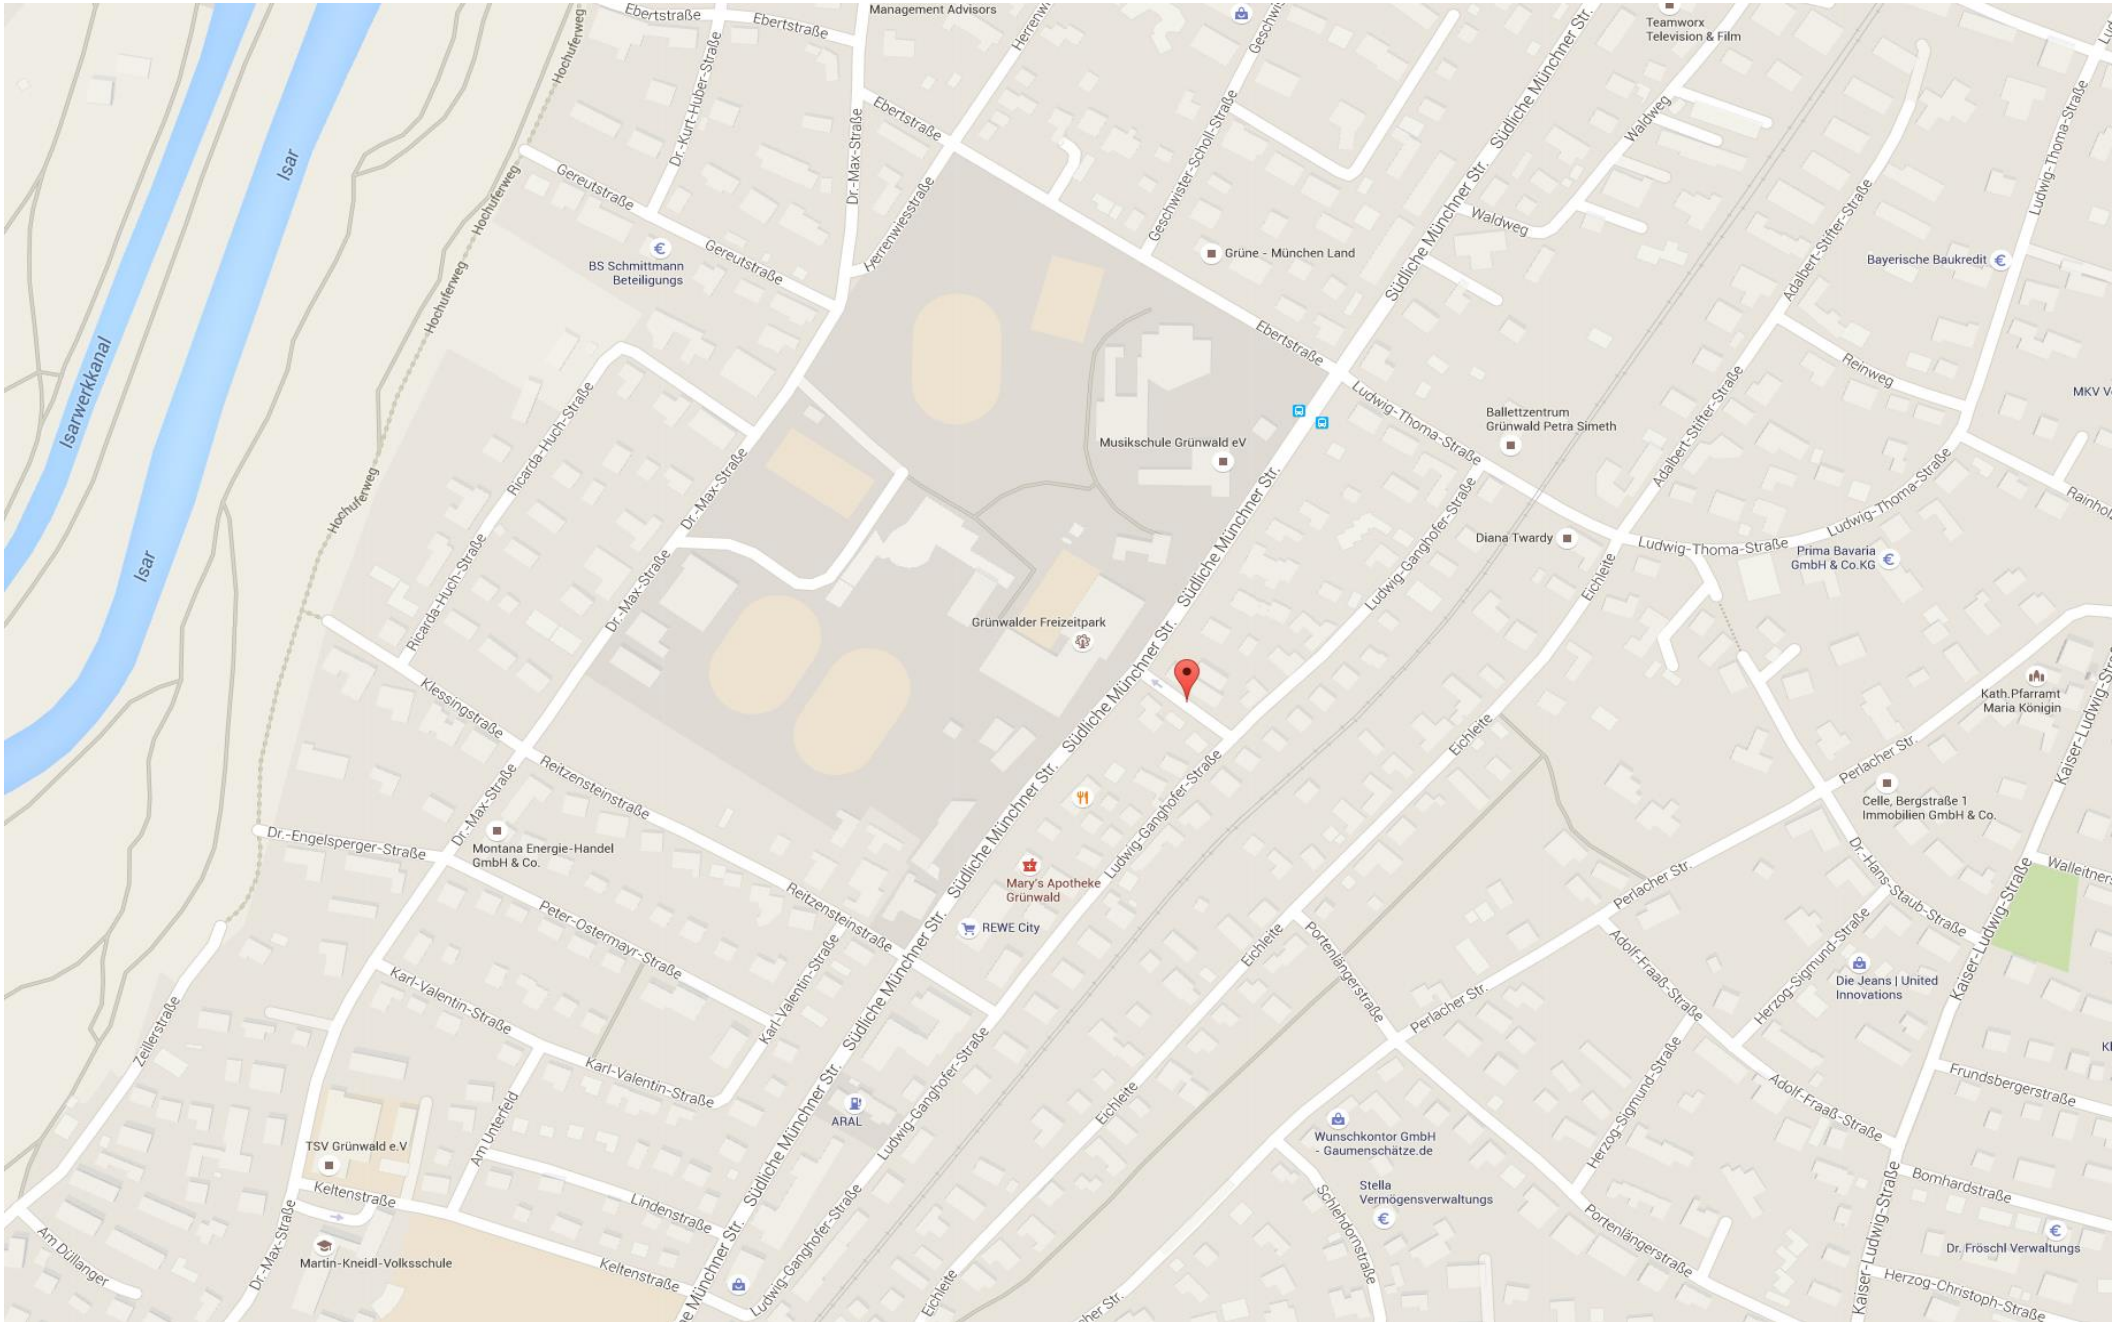 Ebertstraße
Ebertstraße
Management Advisors
Teamworx
Television & Film
Hochuferweg
Dr.-Kurt-Huber-Straße
Südliche Münchner Str.
Isar
Ebertstraße
Waldweg
Dr.-Max-Straße
Geschwister-Scholl-Straße
Ludwig-Thoma-Straße
Gereutstraße
Hochuferweg
Herrenwiesstraße
Südliche Münchner Str.
Waldweg
Adalbert-Stifter-Straße
Gereutstraße
BS Schmittmann
Beteiligungs
Grüne - München Land
Südliche Münchner Str.
Bayerische Baukredit
Hochuferweg
Ebertstraße
Reinweg
Isarwerkkanal
Ricarda-Huch-Straße
Ludwig-Thoma-Straße
Adalbert-Stifter-Straße
Ballettzentrum
Grünwald Petra Simeth
Musikschule Grünwald eV
Hochuferweg
Dr.-Max-Straße
Südliche Münchner Str.
Ludwig-Ganghofer-Straße
Diana Twardy
Ludwig-Thoma-Straße
Ludwig-Thoma-Straße
Prima Bavaria
GmbH & Co.KG
Isar
Ricarda-Huch-Straße
Dr.-Max-Straße
Eichleite
Grünwalder Freizeitpark
Südliche Münchner Str.
Klessingstraße
Kath.Pfarramt
Maria Königin
Kaiser-Ludwig-Straße
Südliche Münchner Str.
Eichleite
Perlacher Str.
Reitzensteinstraße
Dr.-Max-Straße
Ludwig-Ganghofer-Straße
Celle, Bergstraße 1
Immobilien GmbH & Co.
Dr.-Engelsperger-Straße
Montana Energie-Handel
GmbH & Co.
Südliche Münchner Str.
Mary's Apotheke
Grünwald
Perlacher Str.
Dr.-Hans-Staub-Straße
Reitzensteinstraße
REWE City
Peter-Ostermayr-Straße
Eichleite
Portenlängerstraße
Adolf-Fraaß-Straße
Herzog-Sigmund-Straße
Kaiser-Ludwig-Straße
Die Jeans | United
Innovations
Karl-Valentin-Straße
Karl-Valentin-Straße
Südliche Münchner Str.
Perlacher Str.
Zeillerstraße
Karl-Valentin-Straße
Ludwig-Ganghofer-Straße
Eichleite
Herzog-Sigmund-Straße
Adolf-Fraaß-Straße
Frundsbergerstraße
ARAL
Am Unterfeld
TSV Grünwald e.V
Wunschkontor GmbH
- Gaumenschätze.de
Keltenstraße
Lindenstraße
Südliche Münchner Str.
Stella
Vermögensverwaltungs
Schlehdornstraße
Portenlängerstraße
Kaiser-Ludwig-Straße
Bomhardstraße
Am Düllanger
Dr.-Max-Straße
Martin-Kneidl-Volksschule
Keltenstraße
Ludwig-Ganghofer-Straße
Eichleite
Dr. Fröschl Verwaltungs
Herzog-Christoph-Straße